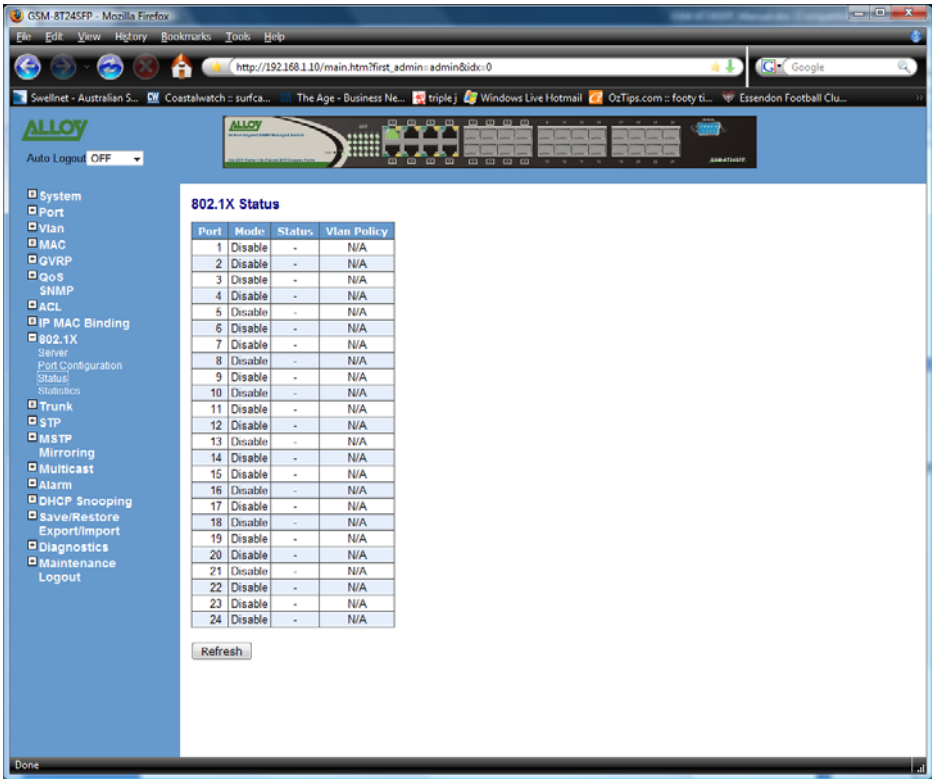 GSM-8T24SFP - Mozilla Firefox
File Edit View History Bookmarks Tools Help
http://192.168.1.10/main.htm?first_admin=admin&idx=0
Google
Swellnet - Australian S... Coastalwatch :: surfca... The Age - Business Ne... triple j Windows Live Hotmail OzTips.com :: footy ti... Essendon Football Clu...
ALLOY
ALLOY
GSM-8T24SFP
Auto Logout OFF
System
Port
Vlan
MAC
GVRP
QoS
SNMP
ACL
IP MAC Binding
802.1X
Server
Port Configuration
Status
Statistics
Trunk
STP
MSTP
Mirroring
Multicast
Alarm
DHCP Snooping
Save/Restore
Export/Import
Diagnostics
Maintenance
Logout
802.1X Status
Port Mode Status Vlan Policy
1 Disable - N/A
2 Disable - N/A
3 Disable - N/A
4 Disable - N/A
5 Disable - N/A
6 Disable - N/A
7 Disable - N/A
8 Disable - N/A
9 Disable - N/A
10 Disable - N/A
11 Disable - N/A
12 Disable - N/A
13 Disable - N/A
14 Disable - N/A
15 Disable - N/A
16 Disable - N/A
17 Disable - N/A
18 Disable - N/A
19 Disable - N/A
20 Disable - N/A
21 Disable - N/A
22 Disable - N/A
23 Disable - N/A
24 Disable - N/A
Refresh
Done